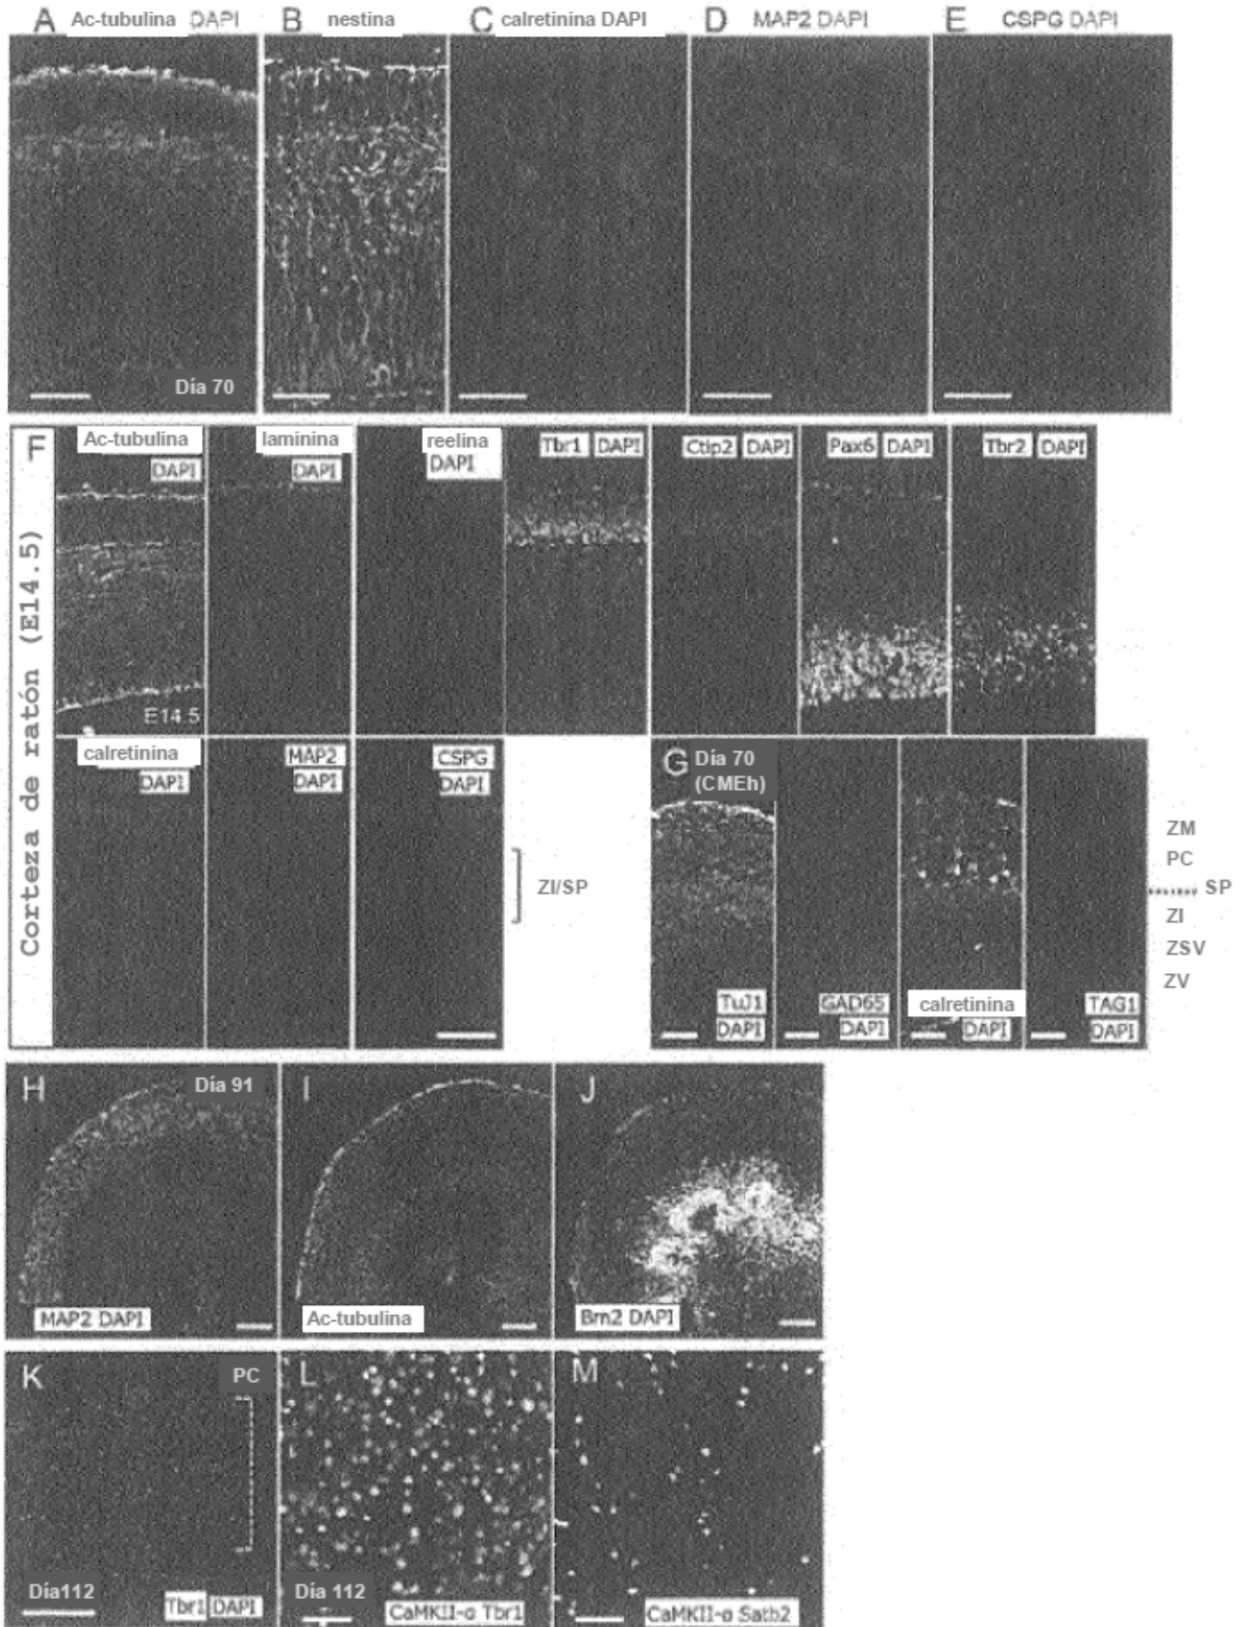 A Ac-tubulina DAPI
B nestina
C calretinina DAPI
D MAP2 DAPI
E CSPG DAPI
Día 70
F
Corteza de ratón (E14.5)
Ac-tubulina
DAPI
E14.5
laminina
DAPI
reelina
DAPI
Tbr1 DAPI
Ctip2 DAPI
Pax6 DAPI
Tbr2 DAPI
calretinina
DAPI
MAP2
DAPI
CSPG
DAPI
ZI/SP
G Día 70
(CMEh)
TuJ1
DAPI
GAD65
DAPI
calretinina
DAPI
TAG1
DAPI
ZM
PC
SP
ZI
ZSV
ZV
H Día 91
MAP2 DAPI
I
Ac-tubulina
J
Brn2 DAPI
K PC
Día112
Tbr1 DAPI
L
Día 112
CaMKII-α Tbr1
M
CaMKII-α Satb2